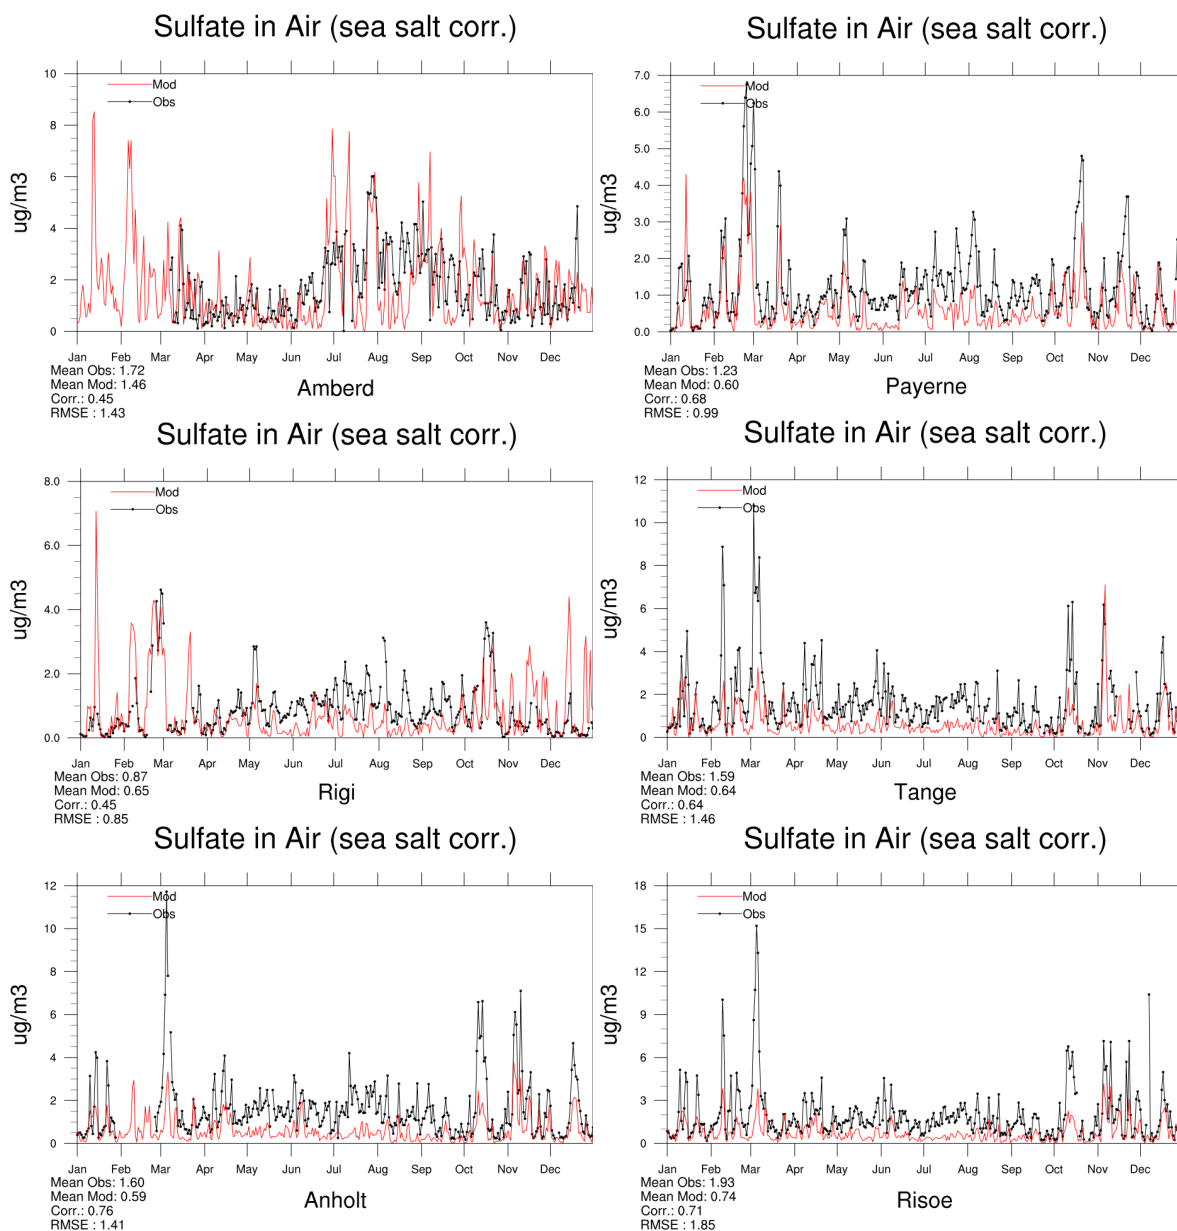 Sulfate in Air (sea salt corr.)
10
8
6
4
2
0
ug/m3
Mod
Obs
Jan Feb Mar Apr May Jun Jul Aug Sep Oct Nov Dec
Mean Obs: 1.72
Mean Mod: 1.46
Corr.: 0.45
RMSE : 1.43
Amberd
Sulfate in Air (sea salt corr.)
7.0
6.0
5.0
4.0
3.0
2.0
1.0
0.0
ug/m3
Mod
Obs
Jan Feb Mar Apr May Jun Jul Aug Sep Oct Nov Dec
Mean Obs: 1.23
Mean Mod: 0.60
Corr.: 0.68
RMSE : 0.99
Payerne
Sulfate in Air (sea salt corr.)
8.0
6.0
4.0
2.0
0.0
ug/m3
Mod
Obs
Jan Feb Mar Apr May Jun Jul Aug Sep Oct Nov Dec
Mean Obs: 0.87
Mean Mod: 0.65
Corr.: 0.45
RMSE : 0.85
Rigi
Sulfate in Air (sea salt corr.)
12
10
8
6
4
2
0
ug/m3
Mod
Obs
Jan Feb Mar Apr May Jun Jul Aug Sep Oct Nov Dec
Mean Obs: 1.59
Mean Mod: 0.64
Corr.: 0.64
RMSE : 1.46
Tange
Sulfate in Air (sea salt corr.)
12
10
8
6
4
2
0
ug/m3
Mod
Obs
Jan Feb Mar Apr May Jun Jul Aug Sep Oct Nov Dec
Mean Obs: 1.60
Mean Mod: 0.59
Corr.: 0.76
RMSE : 1.41
Anholt
Sulfate in Air (sea salt corr.)
18
15
12
9
6
3
0
ug/m3
Mod
Obs
Jan Feb Mar Apr May Jun Jul Aug Sep Oct Nov Dec
Mean Obs: 1.93
Mean Mod: 0.74
Corr.: 0.71
RMSE : 1.85
Risoe